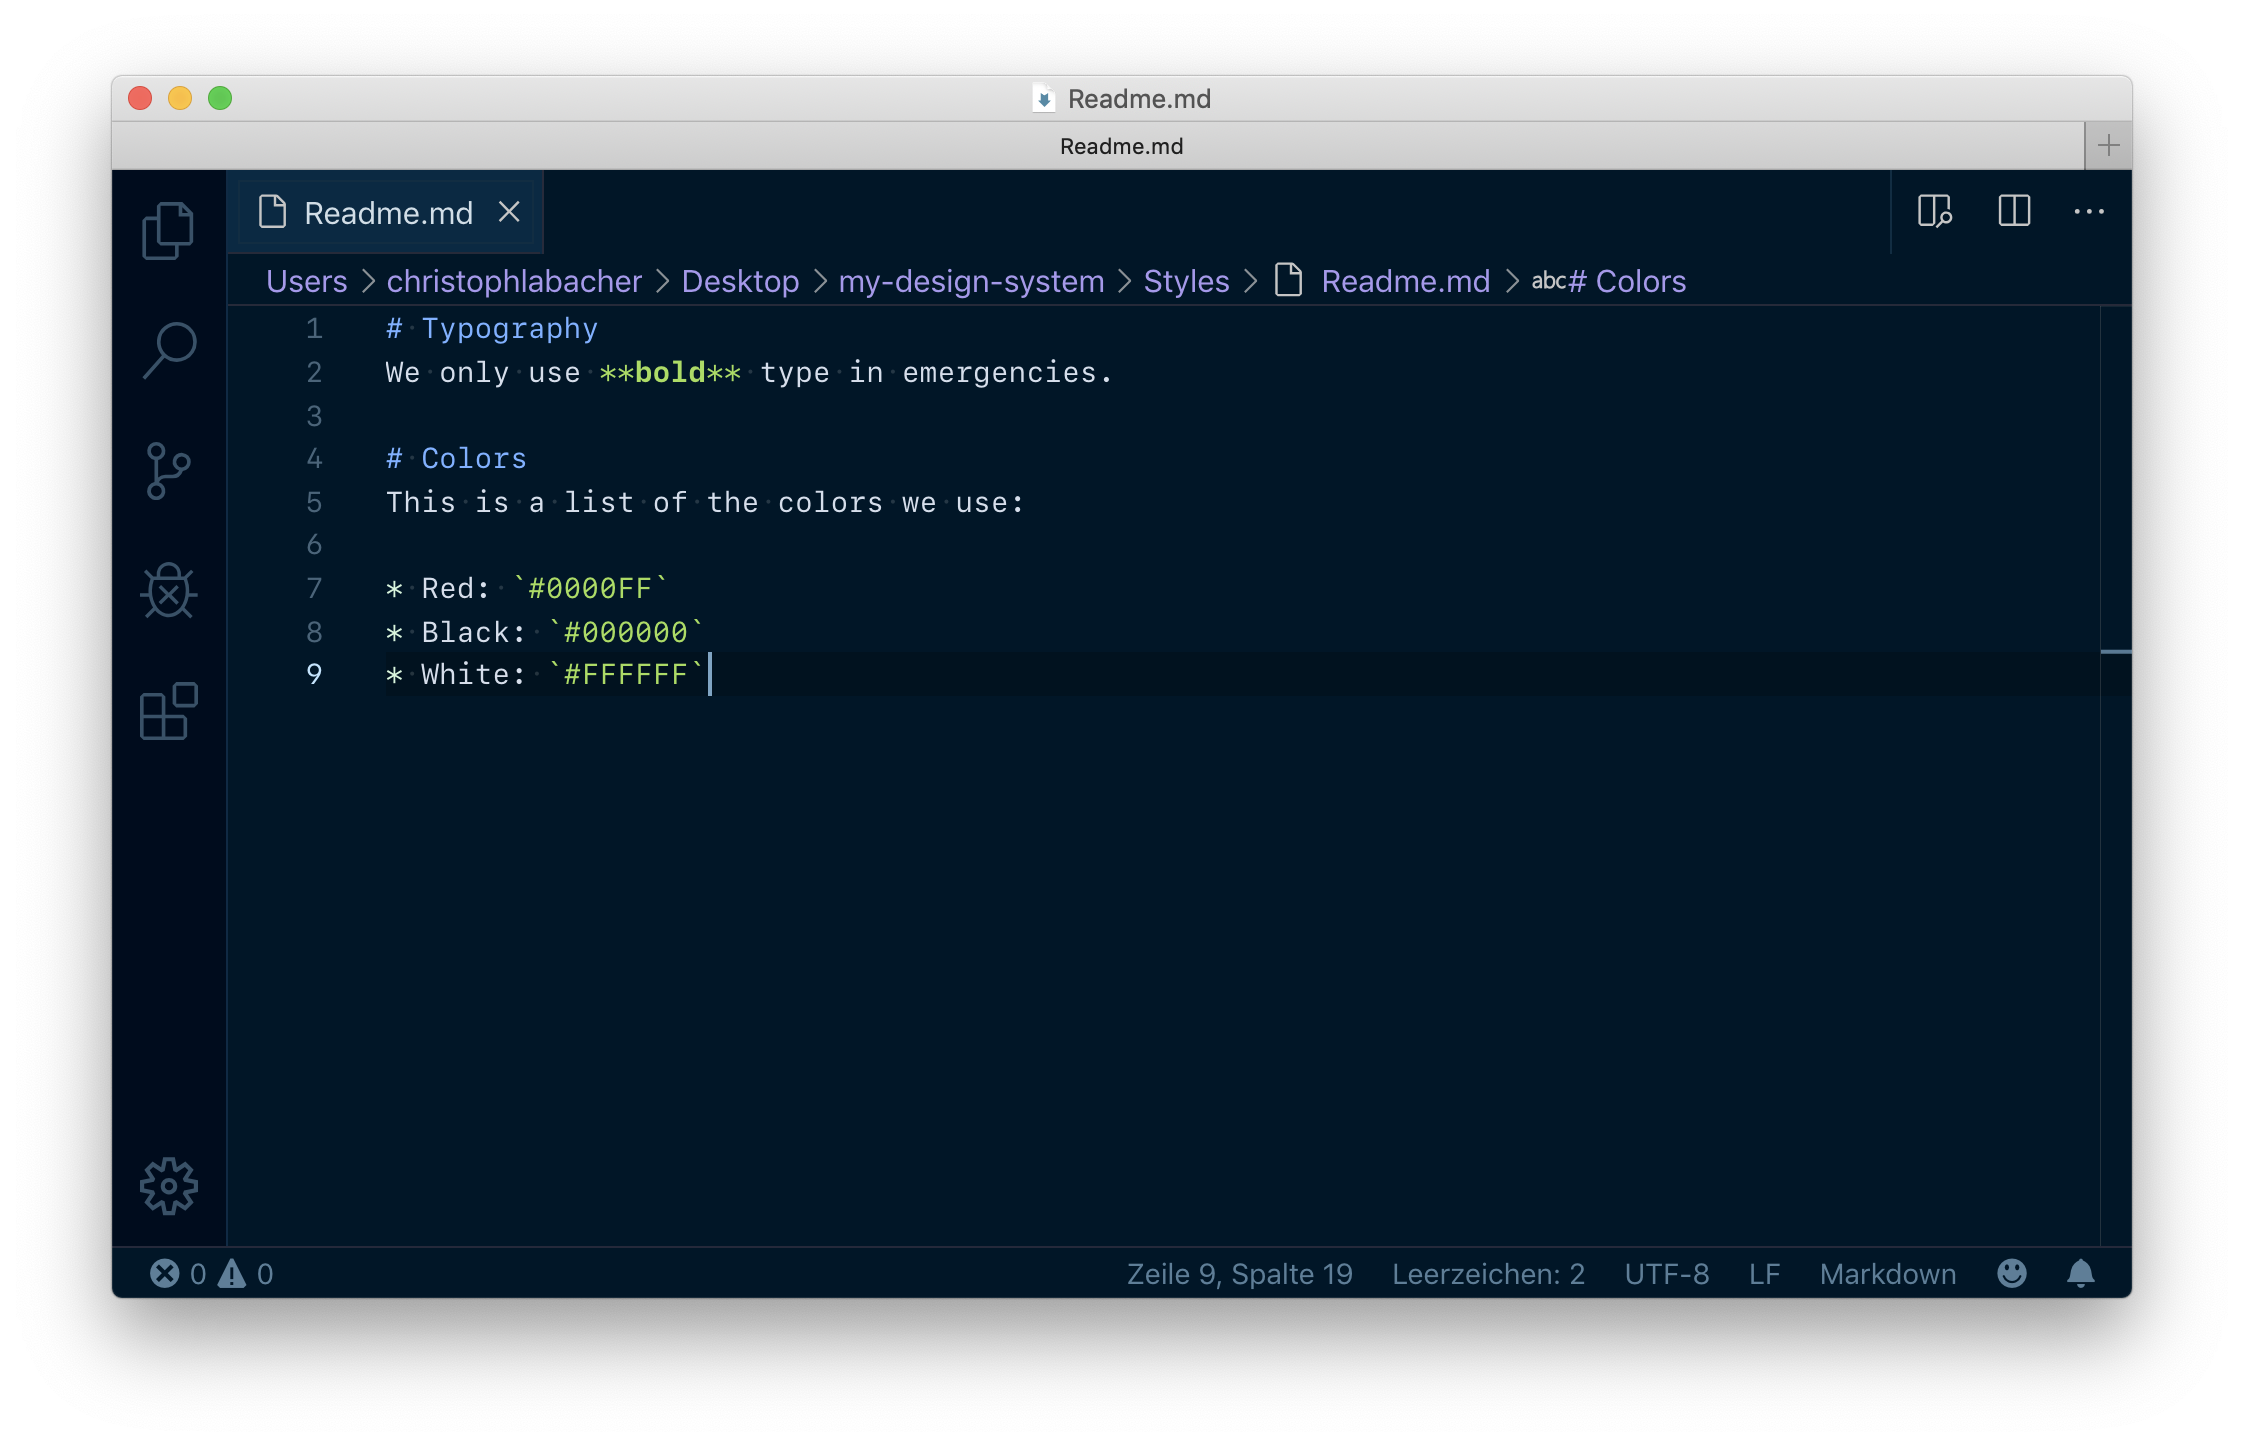 Readme.md
Readme.md
Readme.md
Users > christophlabacher > Desktop > my-design-system > Styles > Readme.md > abc# Colors
1 # Typography
2 We only use **bold** type in emergencies.
3
4 # Colors
5 This is a list of the colors we use:
6
7 * Red: `#0000FF`
8 * Black: `#000000`
9 * White: `#FFFFFF`
0 0 Zeile 9, Spalte 19 Leerzeichen: 2 UTF-8 LF Markdown